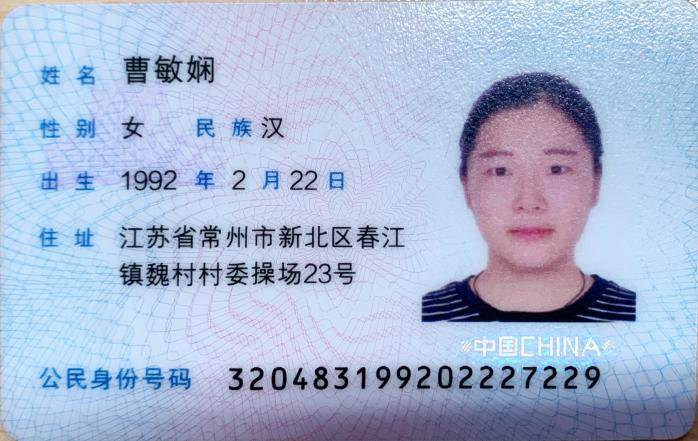 姓名 曹敏娴
性别 女 民族 汉
出生 1992 年 2 月 22 日
住址 江苏省常州市新北区春江
镇魏村村委操场23号
中国CHINA
公民身份号码 320483199202227229